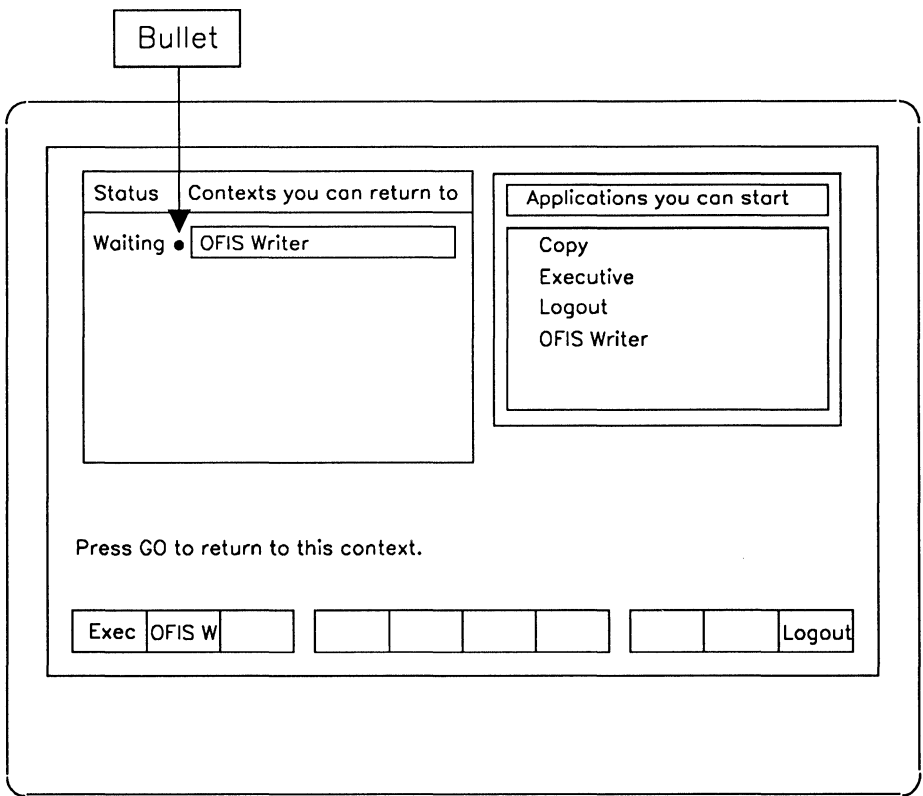 Bullet
Status Contexts you can return to
Waiting • OFIS Writer
Applications you can start
Copy
Executive
Logout
OFIS Writer
Press GO to return to this context.
Exec OFIS W Logout